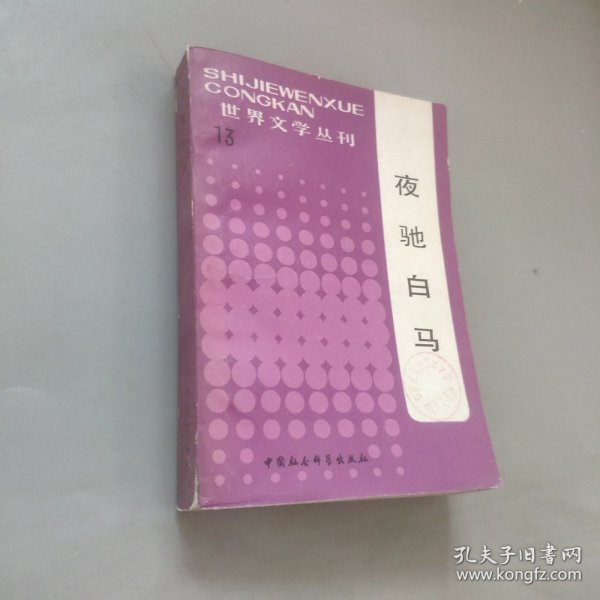 SHIJIEWENXUE
CONGKAN
世界文学丛刊
13
夜驰白马
中国社会科学出版社
孔夫子旧书网
www.kongfz.com